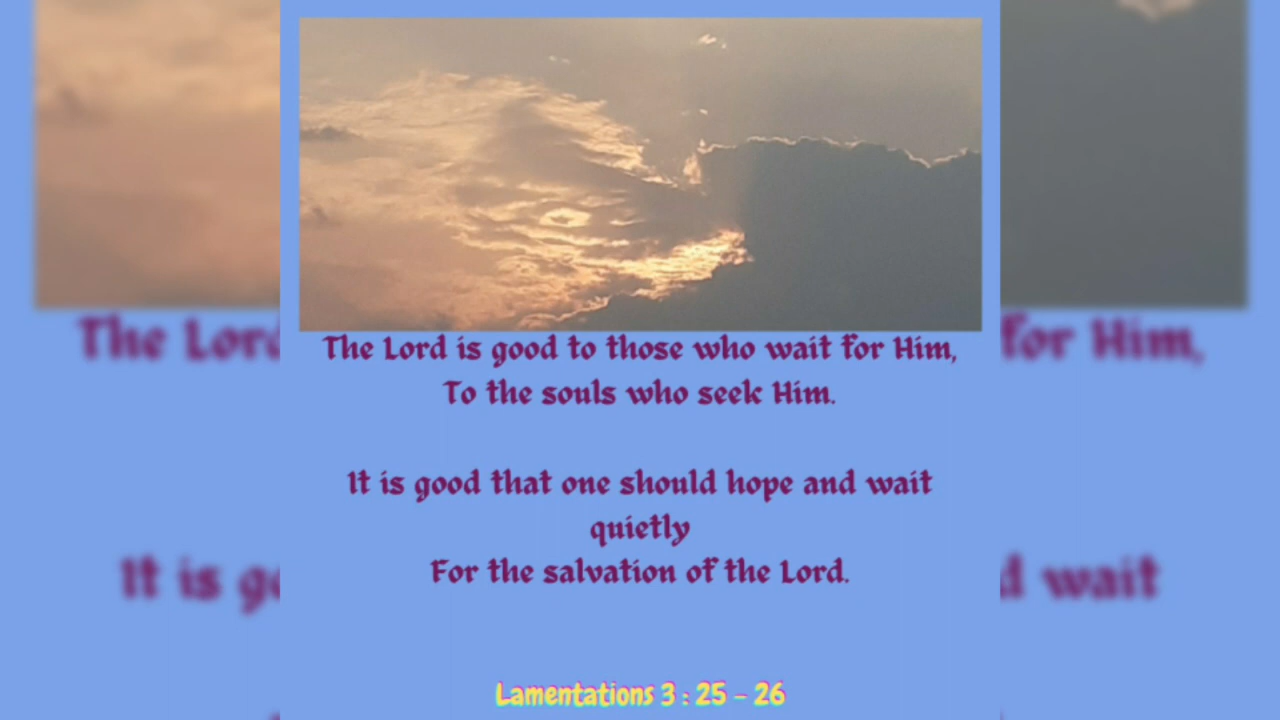 The Lord is good to those who wait for Him,
To the souls who seek Him.
It is good that one should hope and wait
quietly
For the salvation of the Lord.
Lamentations 3 : 25 - 26